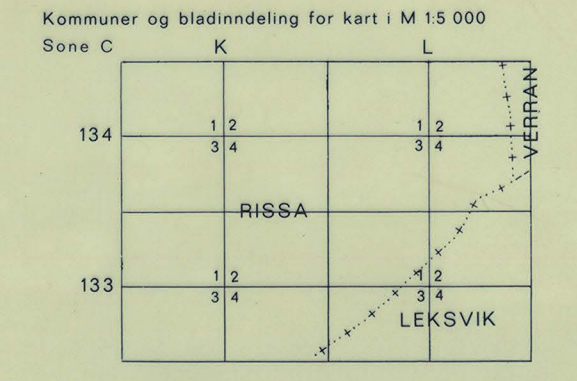 Kommuner og bladinndeling for kart i M 1:5 000
Sone C K L
VERRAN
1 2 1 2
134
3 4 3 4
RISSA
1 2 1 2
133
3 4 3 4
LEKSVIK